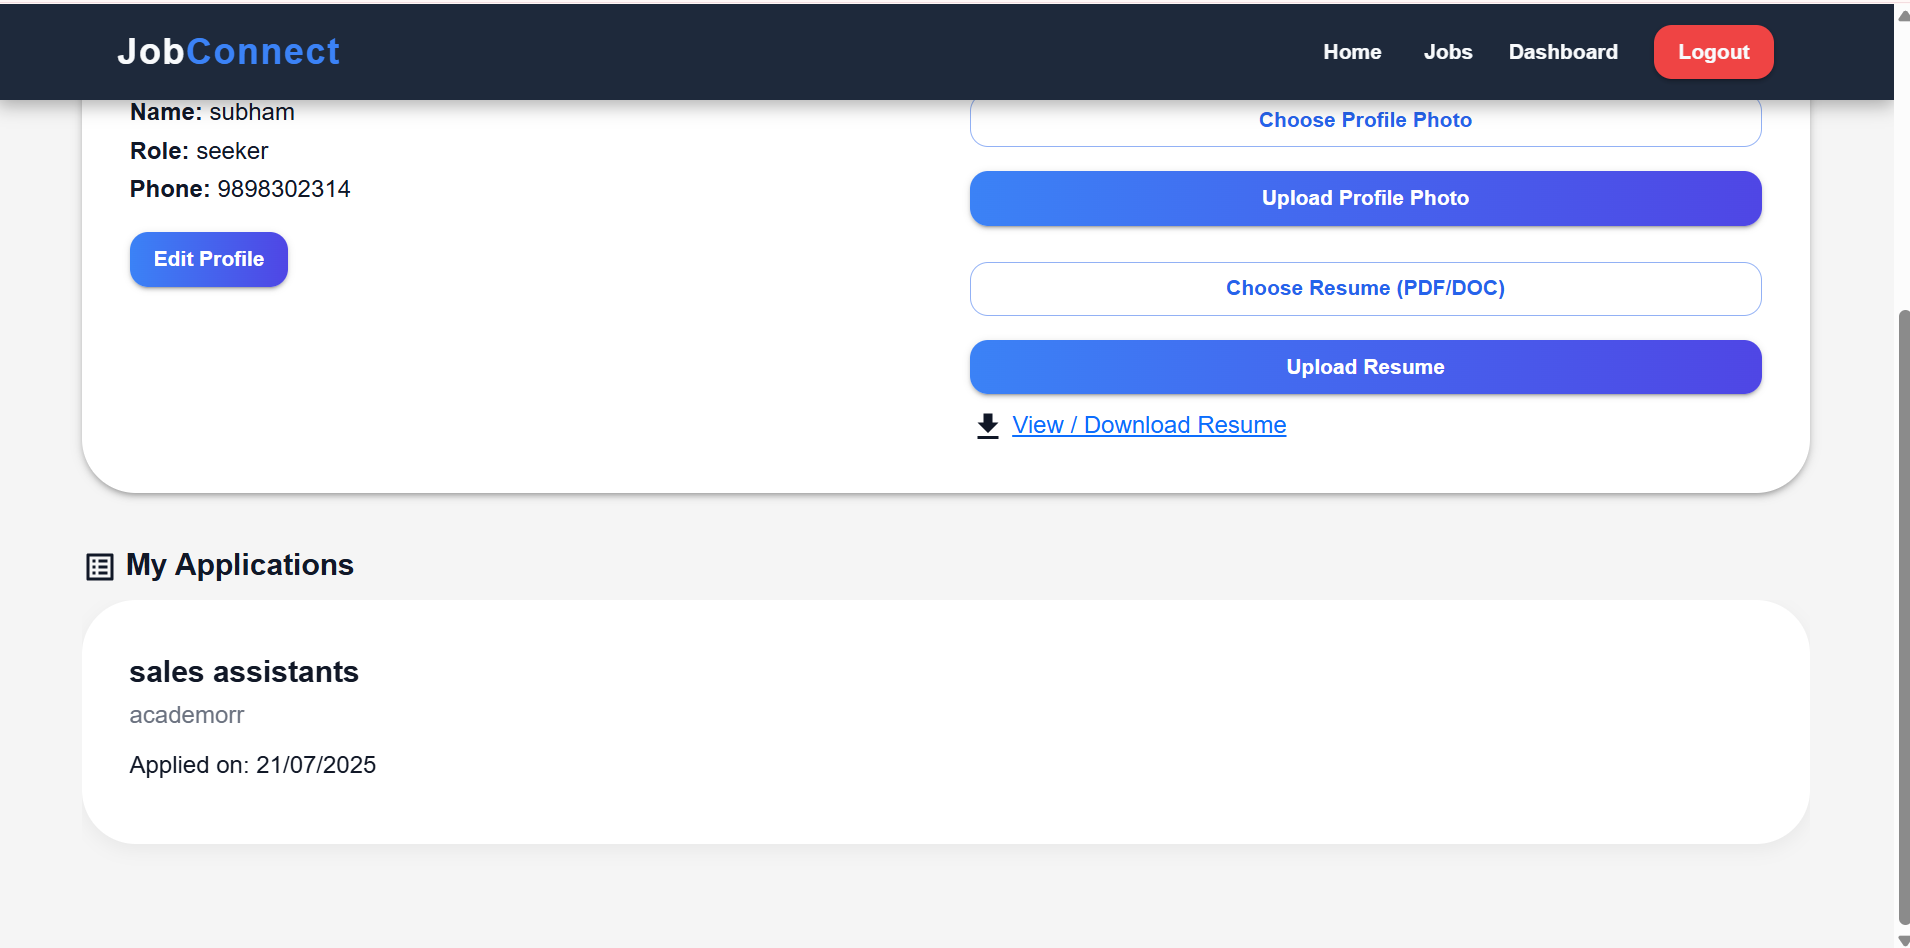 JobConnect
Home
Jobs
Dashboard
Logout
Name: subham
Role: seeker
Phone: 9898302314
Edit Profile
Choose Profile Photo
Upload Profile Photo
Choose Resume (PDF/DOC)
Upload Resume
View / Download Resume
My Applications
sales assistants
academorr
Applied on: 21/07/2025